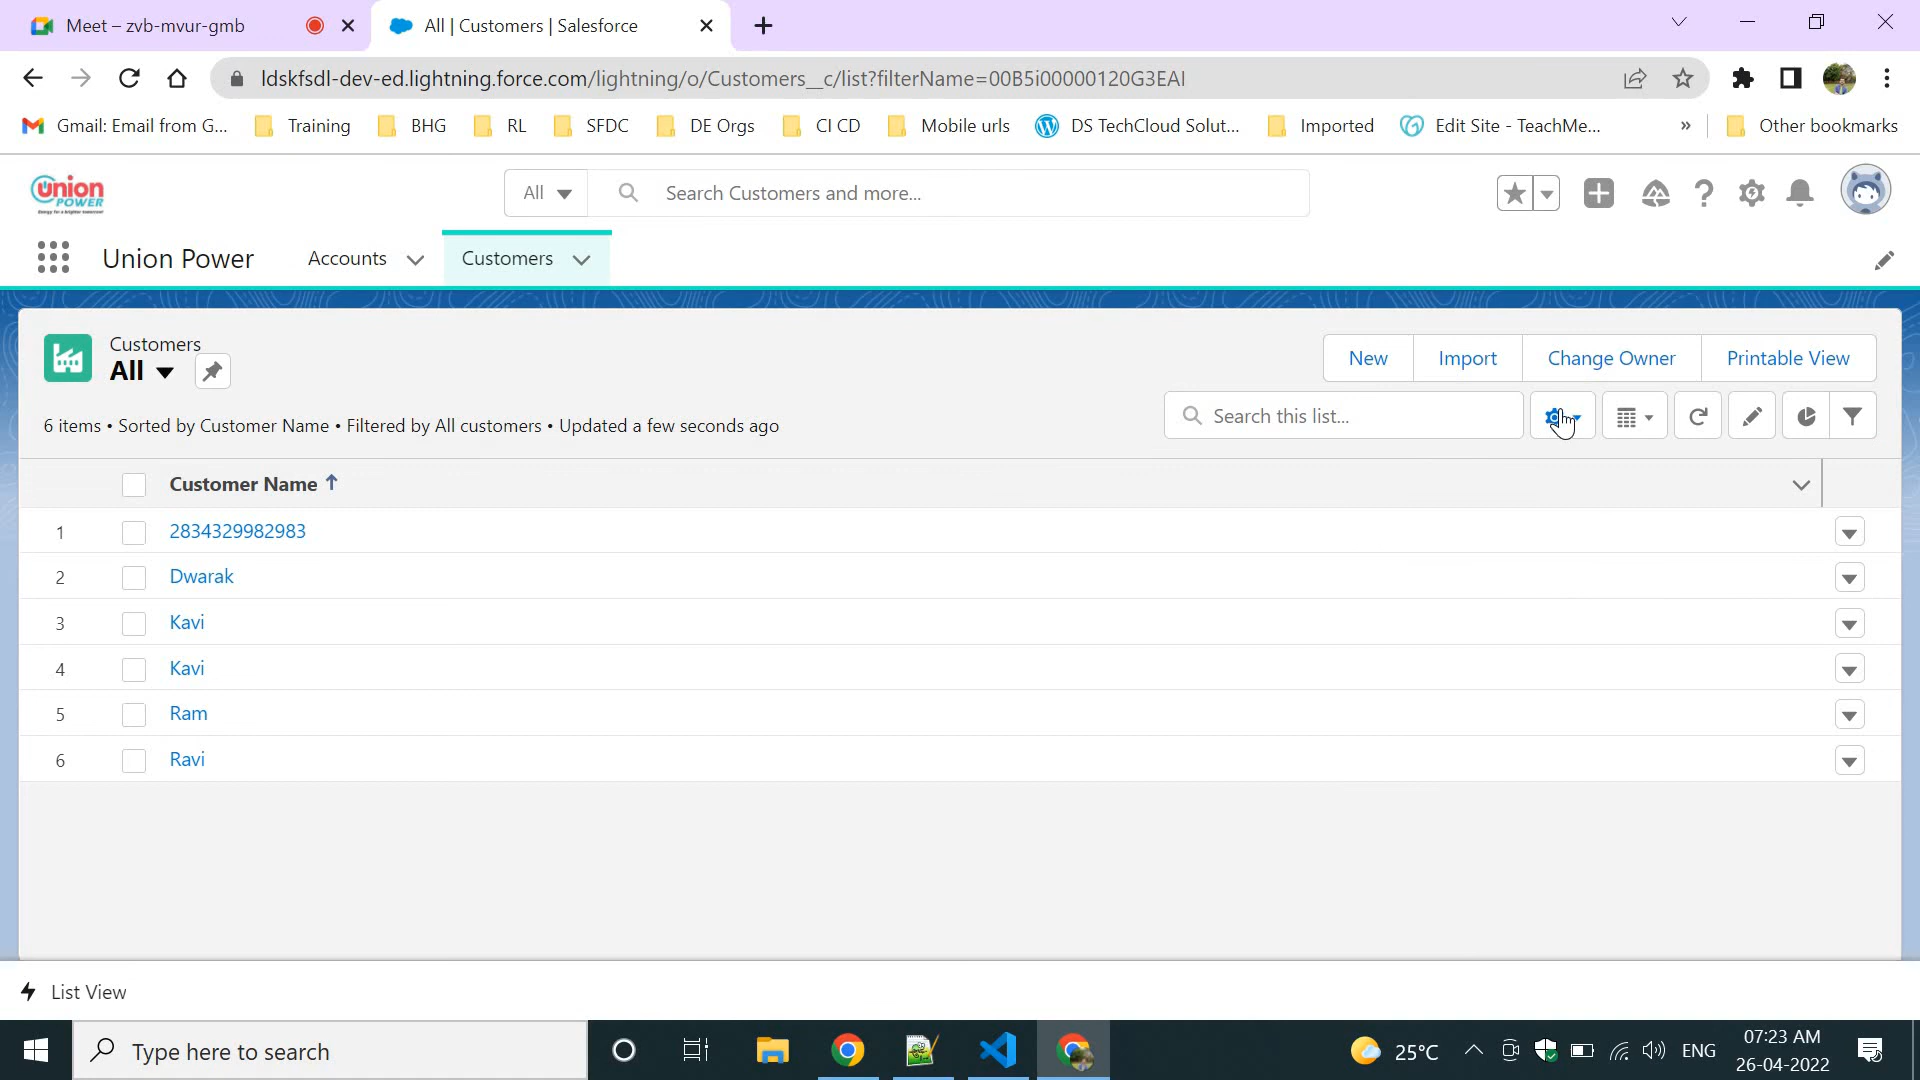 Meet – zvb-mvur-gmb
All | Customers | Salesforce
ldskfsdl-dev-ed.lightning.force.com/lightning/o/Customers__c/list?filterName=00B5i00000120G3EAI
Gmail: Email from G...
Training
BHG
RL
SFDC
DE Orgs
CI CD
Mobile urls
DS TechCloud Solut...
Imported
Edit Site - TeachMe...
»
Other bookmarks
Union
POWER
Energy for a brighter tomorrow
All
Search Customers and more...
Union Power
Accounts
Customers
Customers
All
New
Import
Change Owner
Printable View
6 items • Sorted by Customer Name • Filtered by All customers • Updated a few seconds ago
Search this list...
Customer Name ↑
1 2834329982983
2 Dwarak
3 Kavi
4 Kavi
5 Ram
6 Ravi
List View
Type here to search
25°C
ENG
07:23 AM
26-04-2022